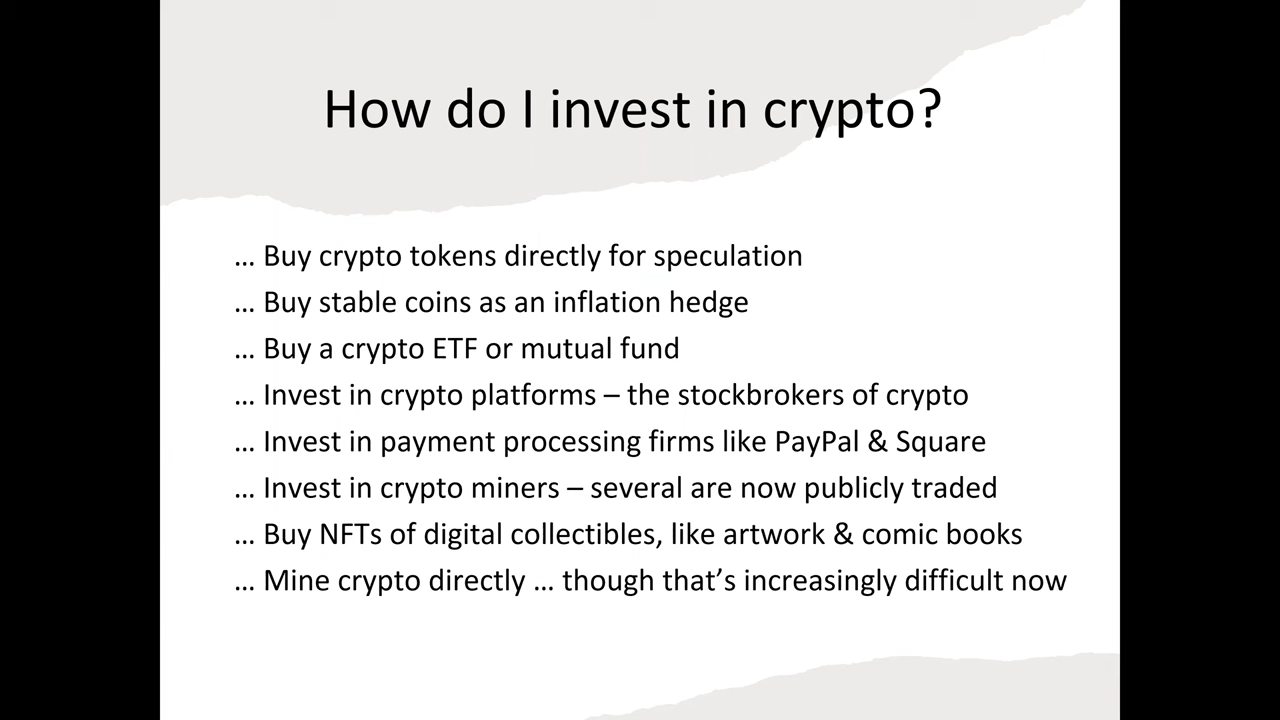 How do I invest in crypto?
… Buy crypto tokens directly for speculation
… Buy stable coins as an inflation hedge
… Buy a crypto ETF or mutual fund
… Invest in crypto platforms – the stockbrokers of crypto
… Invest in payment processing firms like PayPal & Square
… Invest in crypto miners – several are now publicly traded
… Buy NFTs of digital collectibles, like artwork & comic books
… Mine crypto directly … though that’s increasingly difficult now